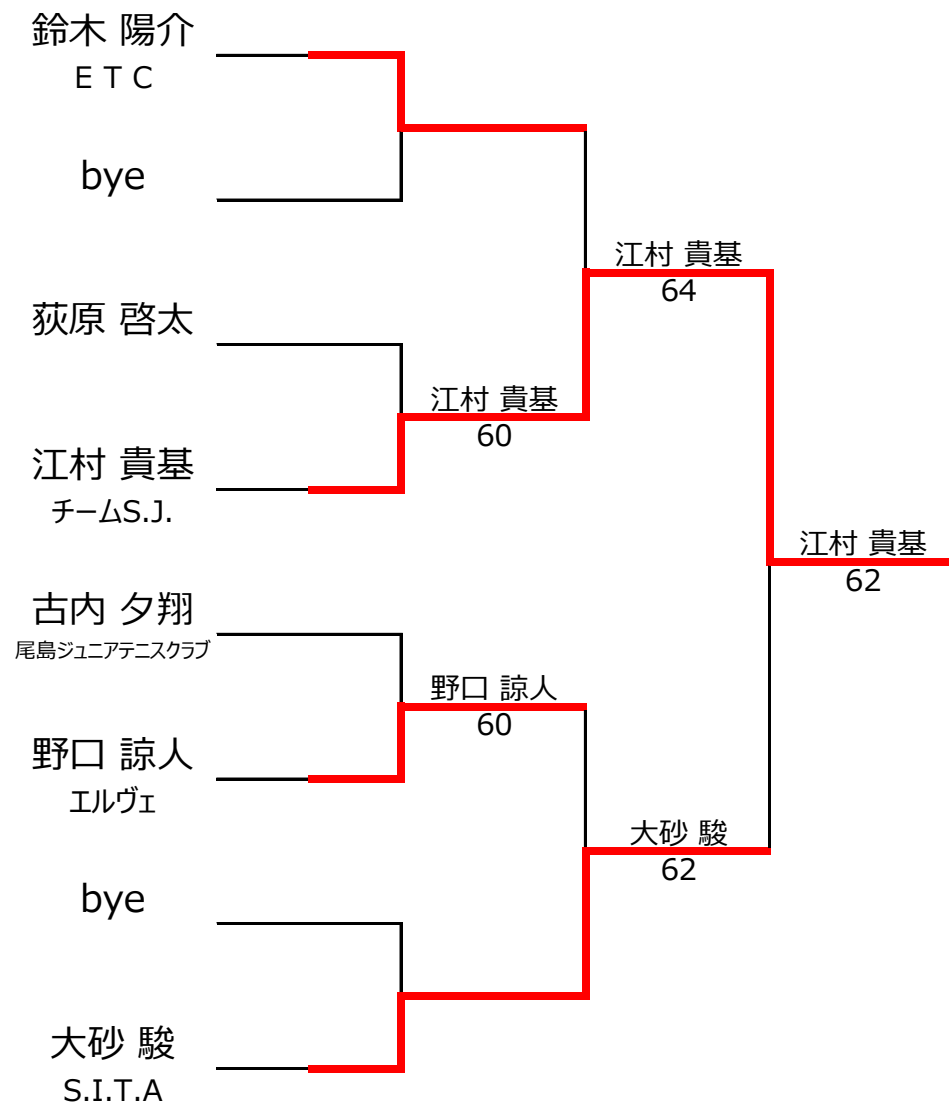 鈴木 陽介
ＥＴＣ
bye
荻原 啓太
江村 貴基
チームS.J.
古内 夕翔
尾島ジュニアテニスクラブ
野口 諒人
エルヴェ
bye
大砂 駿
S.I.T.A
江村 貴基
60
野口 諒人
60
江村 貴基
64
大砂 駿
62
江村 貴基
62